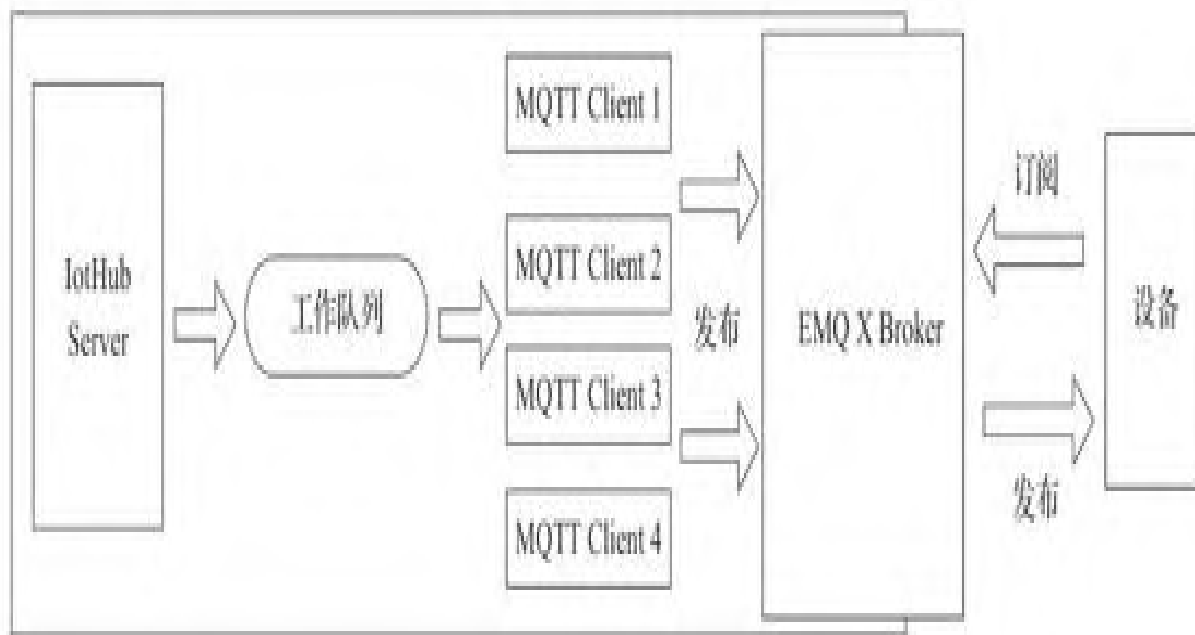 IotHub
Server
工作队列
MQTT Client 1
MQTT Client 2
MQTT Client 3
MQTT Client 4
发布
EMQ X Broker
订阅
发布
设备